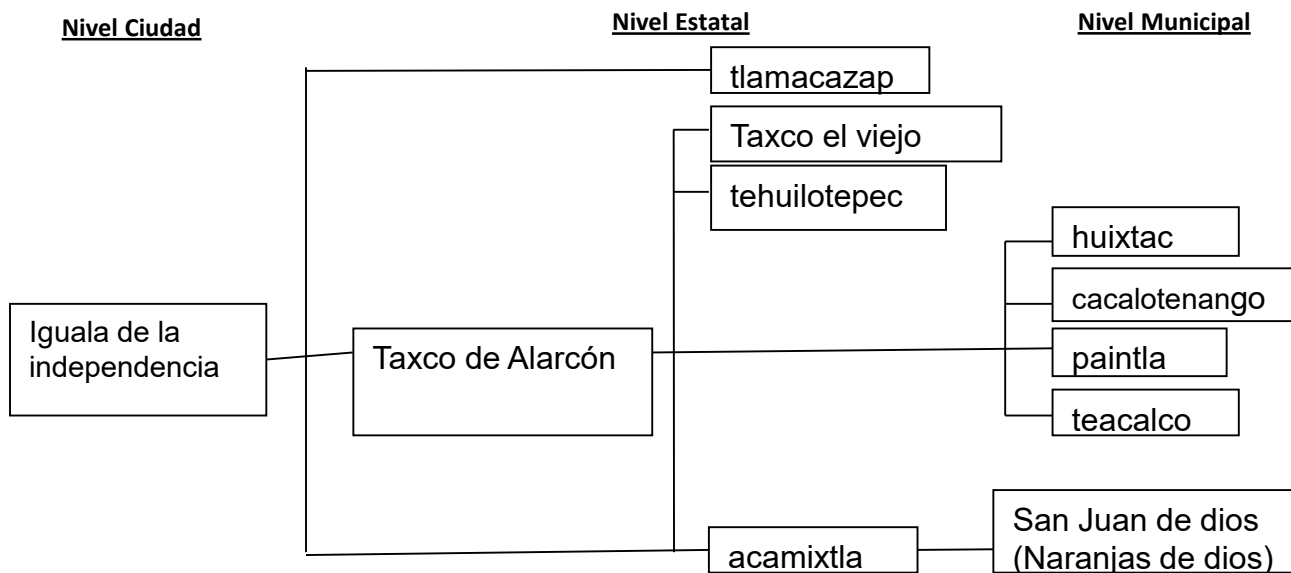 Nivel Ciudad
Nivel Estatal
Nivel Municipal
tlamacazap
Taxco el viejo
tehuilotepec
huixtac
cacalotenango
Iguala de la
independencia
Taxco de Alarcón
paintla
teacalco
acamixtla
San Juan de dios
(Naranjas de dios)